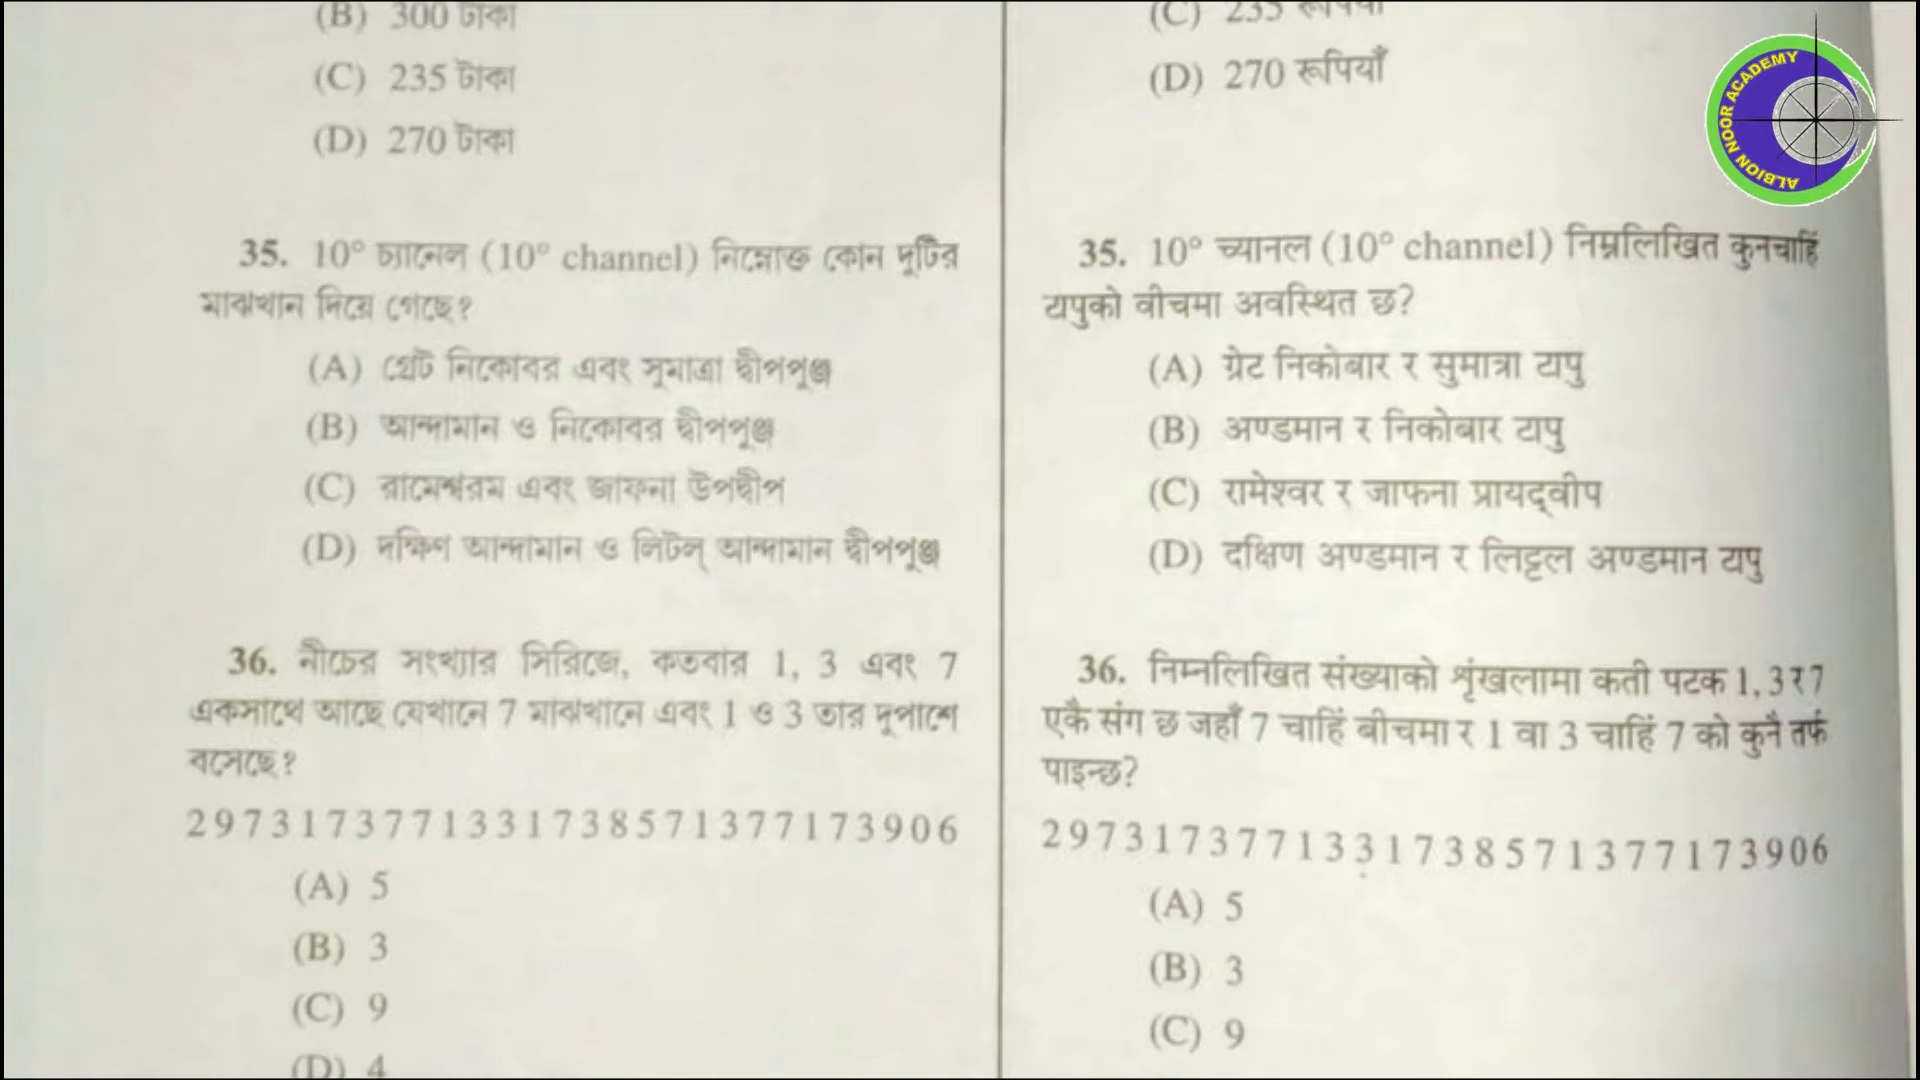 (B) 300 টাকা
(C) 235 টাকা
(D) 270 টাকা
35. 10° চ্যানেল (10° channel) নিম্নোক্ত কোন দুটির
মাঝখান দিয়ে গেছে?
(A) গ্রেট নিকোবর এবং সুমাত্রা দ্বীপপুঞ্জ
(B) আন্দামান ও নিকোবর দ্বীপপুঞ্জ
(C) রামেশ্বরম এবং জাফনা উপদ্বীপ
(D) দক্ষিণ আন্দামান ও লিটল্ আন্দামান দ্বীপপুঞ্জ
36. নীচের সংখ্যার সিরিজে, কতবার 1, 3 এবং 7
একসাথে আছে যেখানে 7 মাঝখানে এবং 1 ও 3 তার দুপাশে
বসেছে?
2 9 7 3 1 7 3 7 7 1 3 3 1 7 3 8 5 7 1 3 7 7 1 7 3 9 0 6
(A) 5
(B) 3
(C) 9
(D) 4
(C) 235 रूपियाँ
(D) 270 रूपियाँ
35. 10° च्यानल (10° channel) निम्नलिखित कुनचाहिं
टापुको बीचमा अवस्थित छ?
(A) ग्रेट निकोबार र सुमात्रा टापु
(B) अण्डमान र निकोबार टापु
(C) रामेश्वर र जाफना प्रायद्वीप
(D) दक्षिण अण्डमान र लिट्टल अण्डमान टापु
36. निम्नलिखित संख्याको श्रृंखलामा कती पटक 1, 3 र 7
एकै संग छ जहाँ 7 चाहिं बीचमा र 1 वा 3 चाहिं 7 को कुनै तर्फ
पाइन्छ?
2 9 7 3 1 7 3 7 7 1 3 3 1 7 3 8 5 7 1 3 7 7 1 7 3 9 0 6
(A) 5
(B) 3
(C) 9
ALBION NOOR ACADEMY